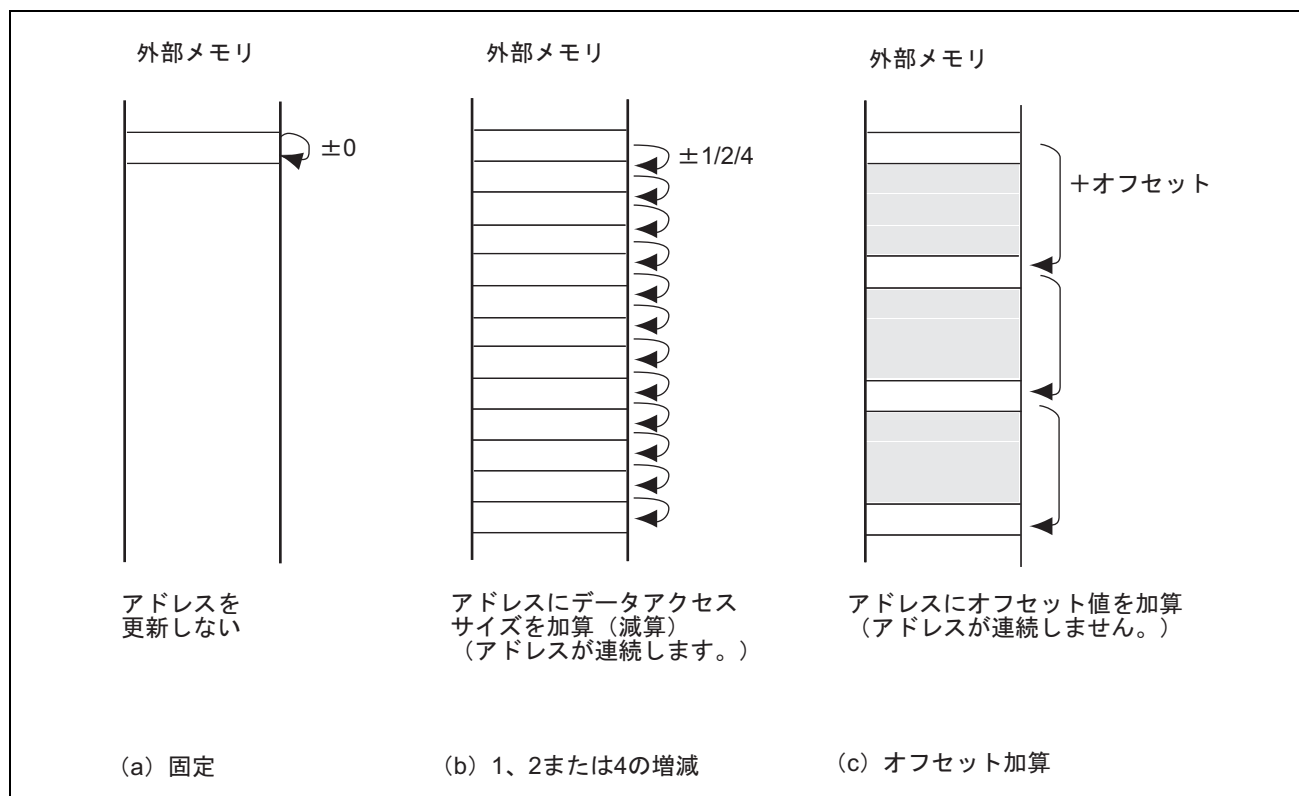 外部メモリ
±0
アドレスを
更新しない
(a) 固定
外部メモリ
±1/2/4
アドレスにデータアクセス
サイズを加算（減算）
（アドレスが連続します。）
(b) 1、2または4の増減
外部メモリ
＋オフセット
アドレスにオフセット値を加算
（アドレスが連続しません。）
(c) オフセット加算